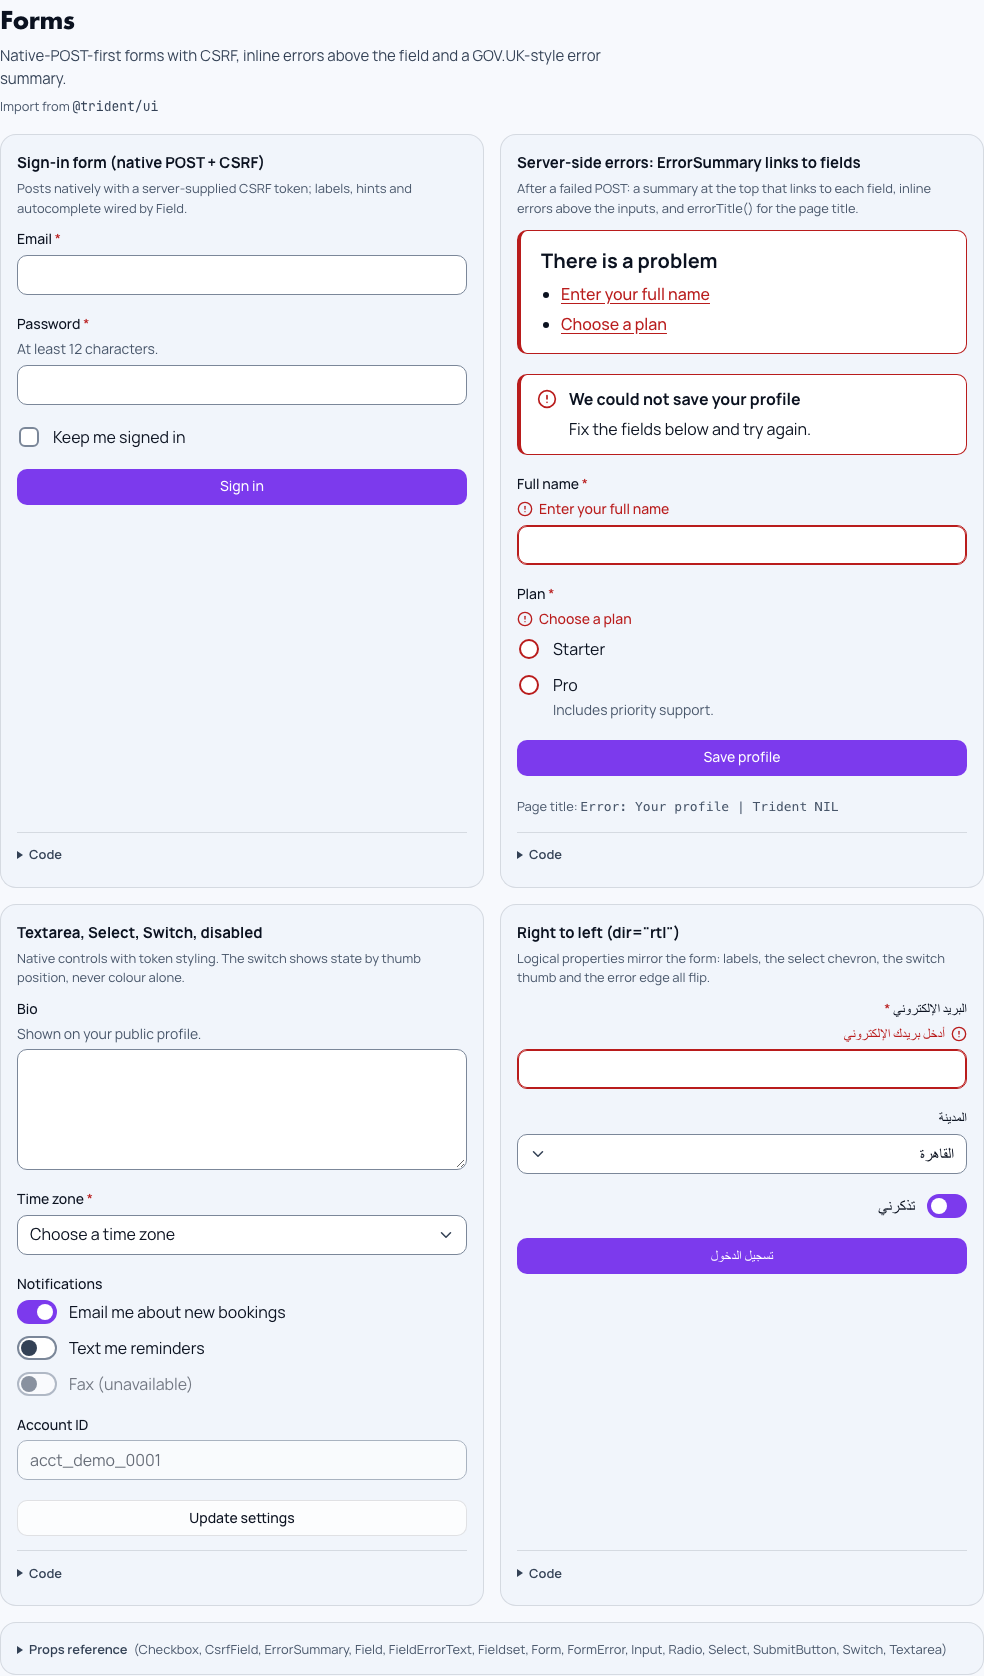 Forms
Native-POST-first forms with CSRF, inline errors above the field and a GOV.UK-style error
summary.
Import from @trident/ui
Sign-in form (native POST + CSRF)
Posts natively with a server-supplied CSRF token; labels, hints and
autocomplete wired by Field.
Email *
Password *
At least 12 characters.
Keep me signed in
Sign in
Code
Server-side errors: ErrorSummary links to fields
After a failed POST: a summary at the top that links to each field, inline
errors above the inputs, and errorTitle() for the page title.
There is a problem
Enter your full name
Choose a plan
We could not save your profile
Fix the fields below and try again.
Full name *
Enter your full name
Plan *
Choose a plan
Starter
Pro
Includes priority support.
Save profile
Page title: Error: Your profile | Trident NIL
Code
Textarea, Select, Switch, disabled
Native controls with token styling. The switch shows state by thumb
position, never colour alone.
Bio
Shown on your public profile.
Time zone *
Choose a time zone
Notifications
Email me about new bookings
Text me reminders
Fax (unavailable)
Account ID
acct_demo_0001
Update settings
Code
Right to left (dir="rtl")
Logical properties mirror the form: labels, the select chevron, the switch
thumb and the error edge all flip.
البريد الإلكتروني *
أدخل بريدك الإلكتروني
المدينة
القاهرة
تذكرني
تسجيل الدخول
Code
Props reference (Checkbox, CsrfField, ErrorSummary, Field, FieldErrorText, Fieldset, Form, FormError, Input, Radio, Select, SubmitButton, Switch, Textarea)